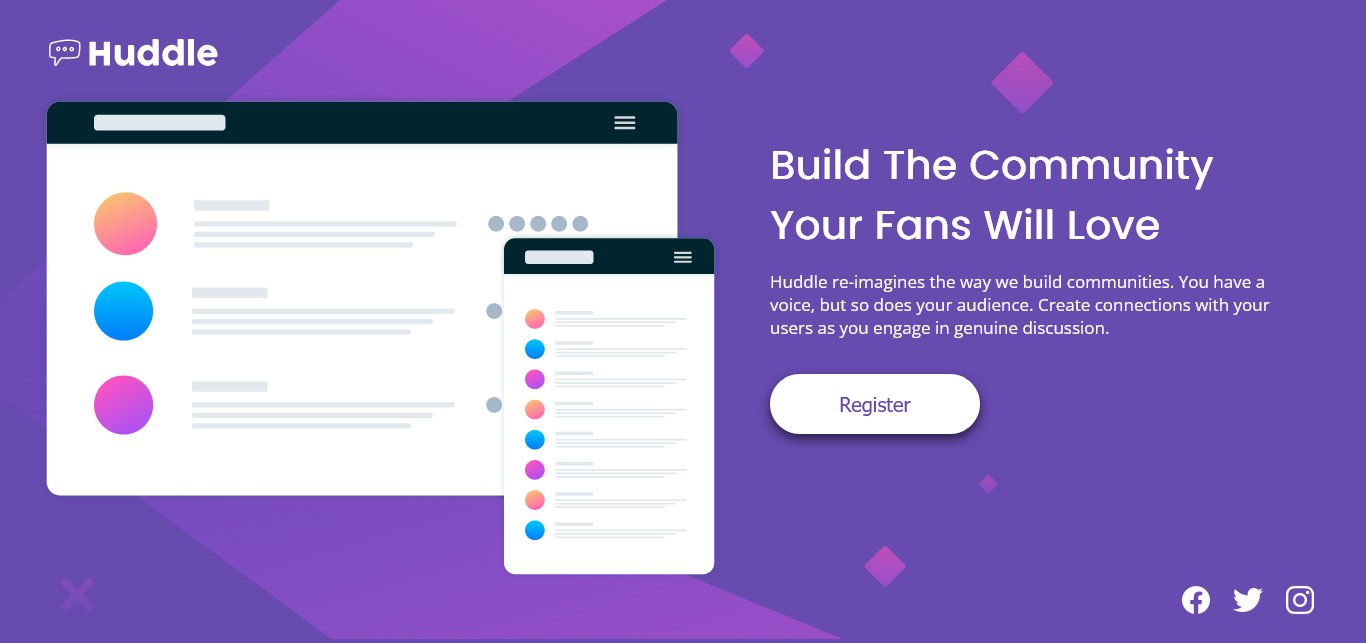 Huddle
Build The Community
Your Fans Will Love
Huddle re-imagines the way we build communities. You have a
voice, but so does your audience. Create connections with your
users as you engage in genuine discussion.
Register